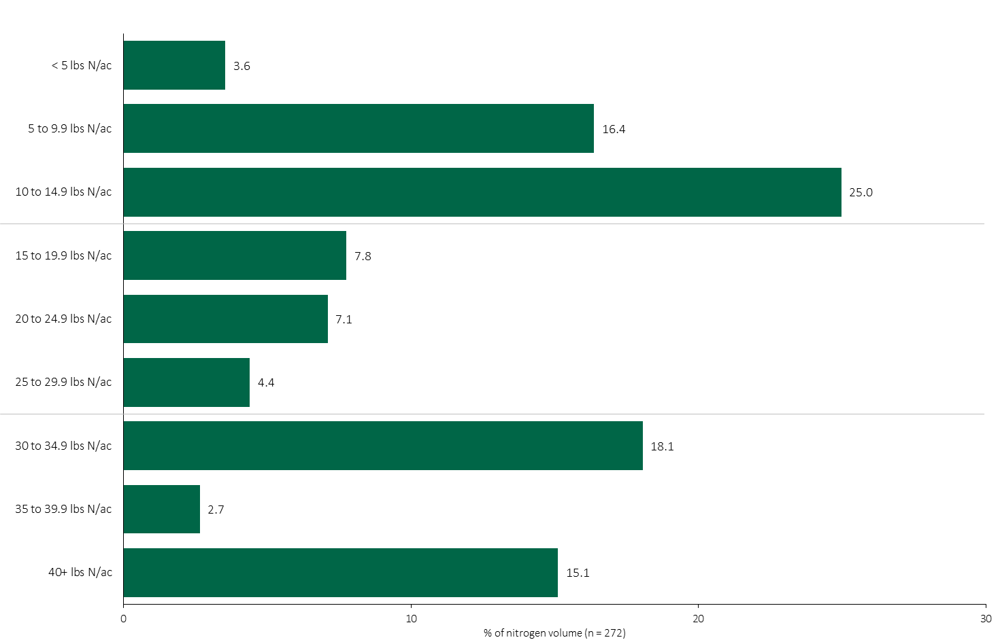 < 5 lbs N/ac 3.6
5 to 9.9 lbs N/ac 16.4
10 to 14.9 lbs N/ac 25.0
15 to 19.9 lbs N/ac 7.8
20 to 24.9 lbs N/ac 7.1
25 to 29.9 lbs N/ac 4.4
30 to 34.9 lbs N/ac 18.1
35 to 39.9 lbs N/ac 2.7
40+ lbs N/ac 15.1
0 10 20 30
% of nitrogen volume (n = 272)